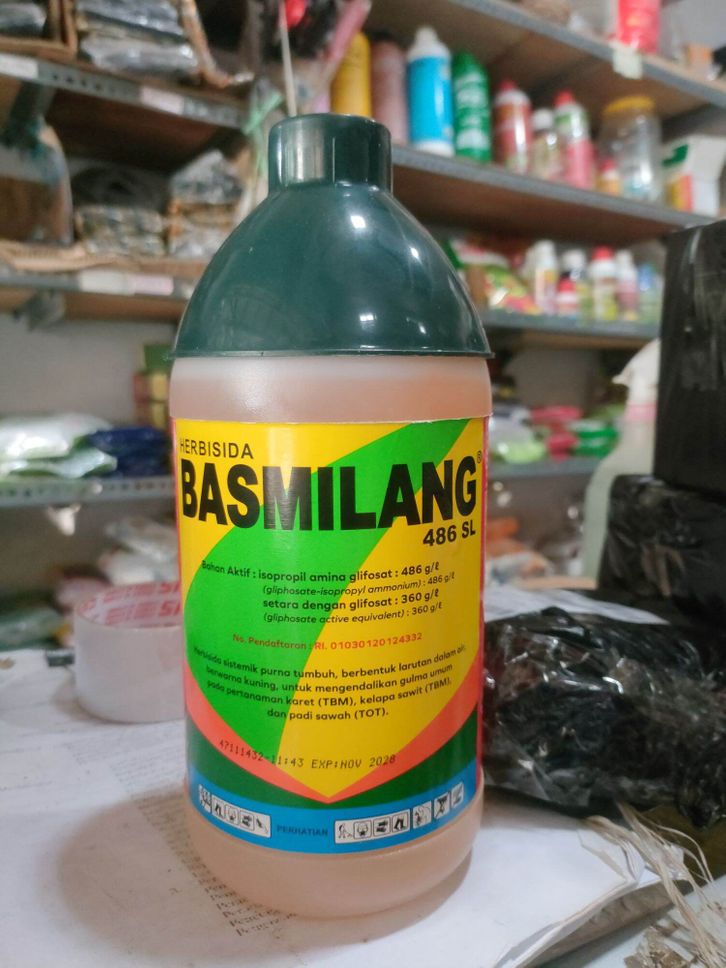 HERBISIDA
BASMILANG®
486 SL
Bahan Aktif : isopropil amina glifosat : 486 g/ℓ
(gliphosate-isopropyl ammonium) : 486 g/ℓ
setara dengan glifosat : 360 g/ℓ
(gliphosate active equivalent) : 360 g/ℓ
No. Pendaftaran : RI. 01030120124332
Herbisida sistemik purna tumbuh, berbentuk larutan dalam air,
berwarna kuning, untuk mengendalikan gulma umum
pada pertanaman karet (TBM), kelapa sawit (TBM),
dan padi sawah (TOT).
47111432-11:43 EXP:NOV 2028
PERHATIAN